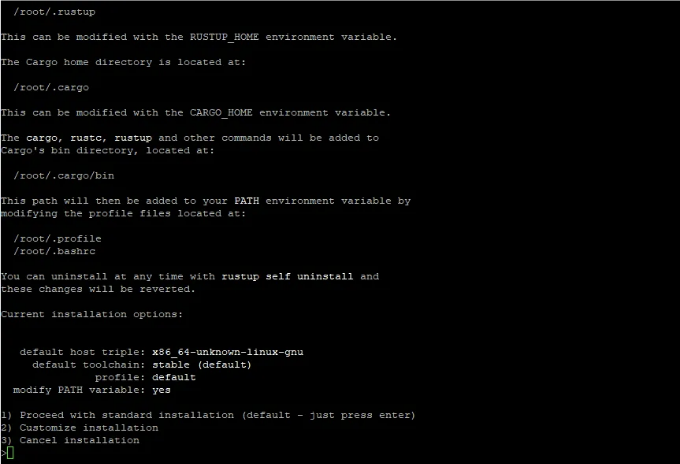 /root/.rustup
This can be modified with the RUSTUP_HOME environment variable.
The Cargo home directory is located at:
/root/.cargo
This can be modified with the CARGO_HOME environment variable.
The cargo, rustc, rustup and other commands will be added to
Cargo's bin directory, located at:
/root/.cargo/bin
This path will then be added to your PATH environment variable by
modifying the profile files located at:
/root/.profile
/root/.bashrc
You can uninstall at any time with rustup self uninstall and
these changes will be reverted.
Current installation options:
default host triple: x86_64-unknown-linux-gnu
default toolchain: stable (default)
profile: default
modify PATH variable: yes
1) Proceed with standard installation (default - just press enter)
2) Customize installation
3) Cancel installation
>